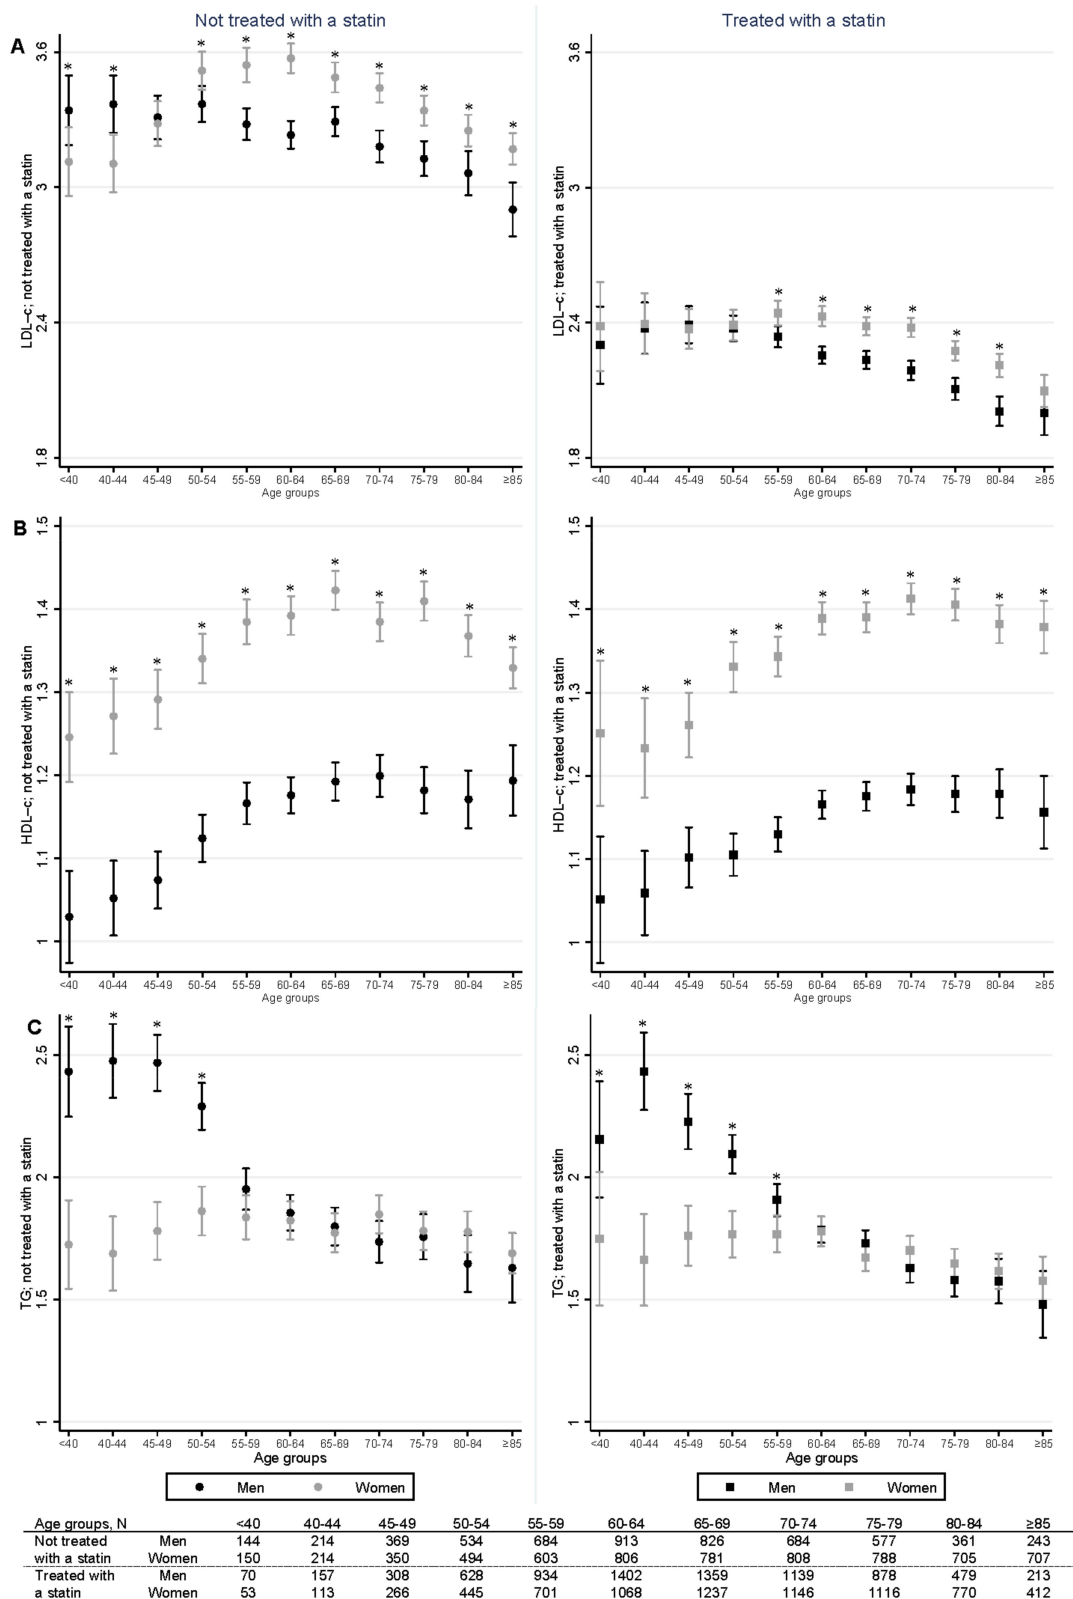 Not treated with a statin
Treated with a statin
A
LDL–c; not treated with a statin
3.6
3
2.4
1.8
* * * * * * * * * *
<40 40-44 45-49 50-54 55-59 60-64 65-69 70-74 75-79 80-84 ≥85
Age groups
LDL–c; treated with a statin
3.6
3
2.4
1.8
* * * * * *
<40 40-44 45-49 50-54 55-59 60-64 65-69 70-74 75-79 80-84 ≥85
Age groups
B
HDL–c; not treated with a statin
1.5
1.4
1.3
1.2
1.1
1
* * * * * * * * * * *
<40 40-44 45-49 50-54 55-59 60-64 65-69 70-74 75-79 80-84 ≥85
Age groups
HDL–c; treated with a statin
1.5
1.4
1.3
1.2
1.1
1
* * * * * * * * * * *
<40 40-44 45-49 50-54 55-59 60-64 65-69 70-74 75-79 80-84 ≥85
Age groups
C
TG; not treated with a statin
2.5
2
1.5
1
* * * *
<40 40-44 45-49 50-54 55-59 60-64 65-69 70-74 75-79 80-84 ≥85
Age groups
Men Women
TG; treated with a statin
2.5
2
1.5
1
* * * * *
<40 40-44 45-49 50-54 55-59 60-64 65-69 70-74 75-79 80-84 ≥85
Age groups
Men Women
Age groups, N <40 40-44 45-49 50-54 55-59 60-64 65-69 70-74 75-79 80-84 ≥85
Not treated Men 144 214 369 534 684 913 826 684 577 361 243
with a statin Women 150 214 350 494 603 806 781 808 788 705 707
Treated with Men 70 157 308 628 934 1402 1359 1139 878 479 213
a statin Women 53 113 266 445 701 1068 1237 1146 1116 770 412